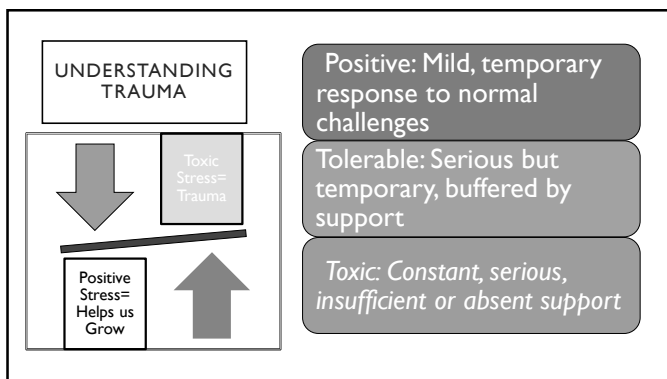 UNDERSTANDING
TRAUMA
Toxic
Stress=
Trauma
Positive
Stress=
Helps us
Grow
Positive: Mild, temporary
response to normal
challenges
Tolerable: Serious but
temporary, buffered by
support
Toxic: Constant, serious,
insufficient or absent support